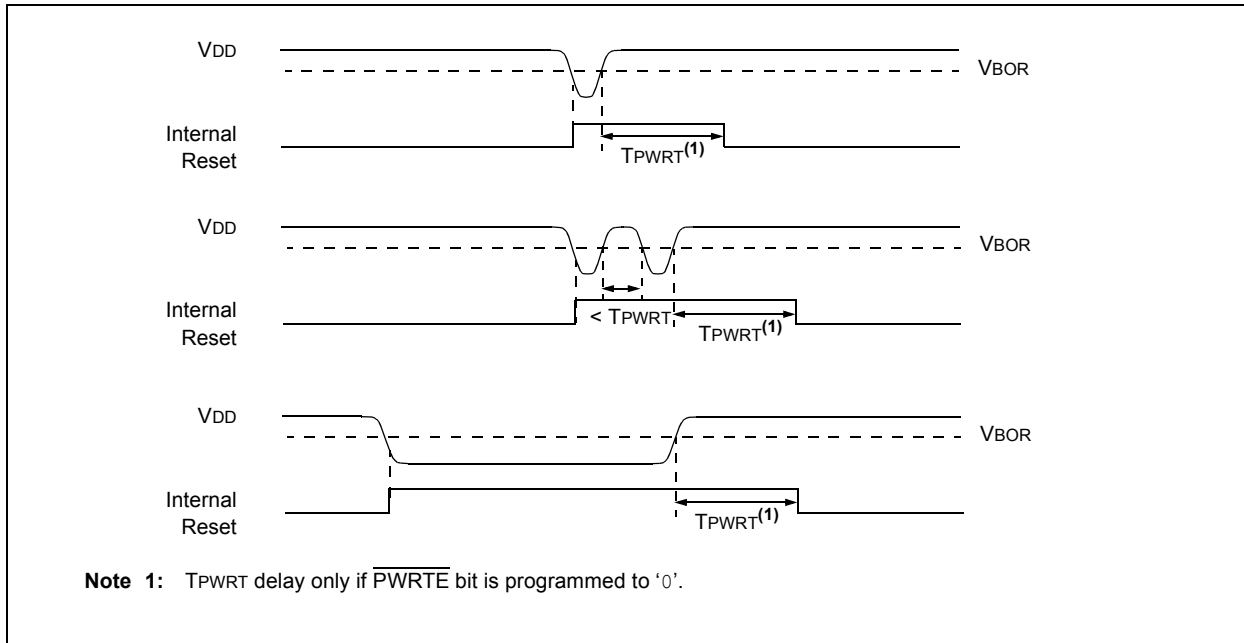 VDD
VBOR
Internal
Reset
TPWRT(1)
VDD
VBOR
Internal
Reset
< TPWRT
TPWRT(1)
VDD
VBOR
Internal
Reset
TPWRT(1)
Note 1: TPWRT delay only if PWRTE bit is programmed to ‘0’.